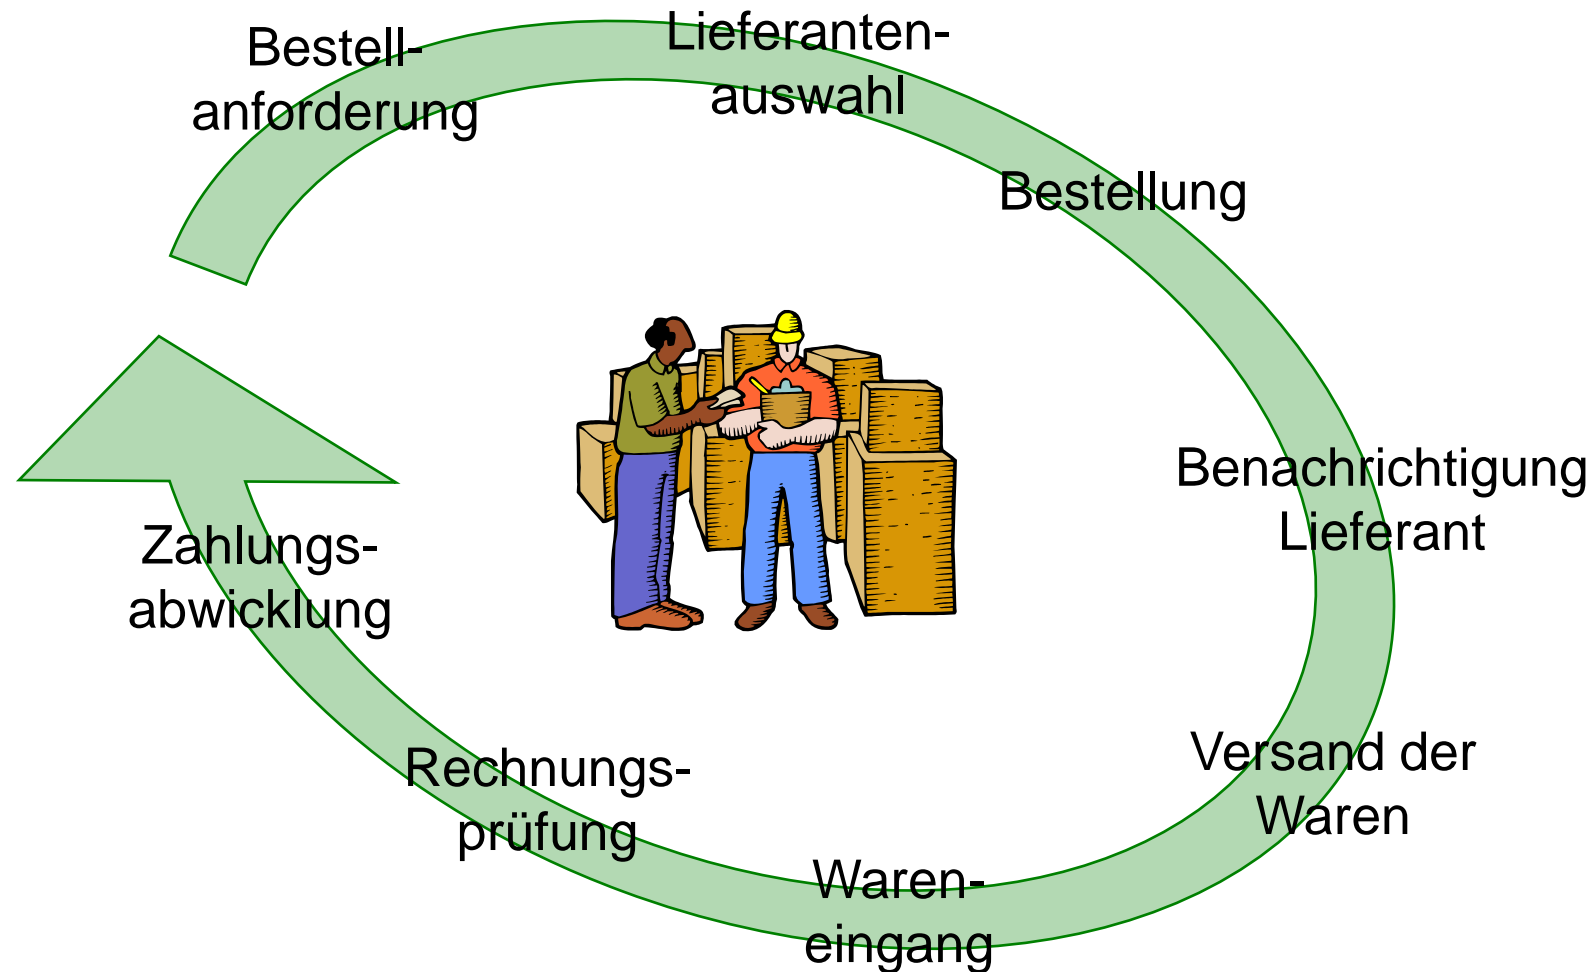 Bestell-
anforderung
Lieferanten-
auswahl
Bestellung
Benachrichtigung
Lieferant
Versand der
Waren
Waren-
eingang
Rechnungs-
prüfung
Zahlungs-
abwicklung